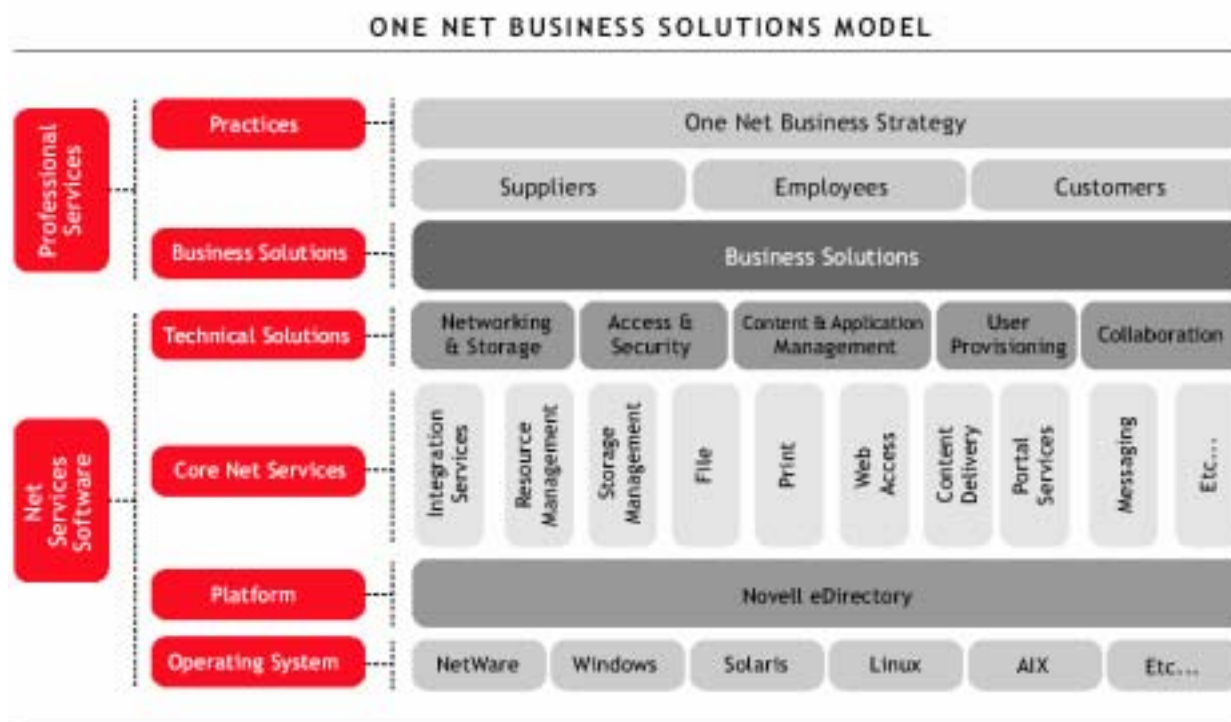 ONE NET BUSINESS SOLUTIONS MODEL
Professional
Services
Practices
One Net Business Strategy
Suppliers
Employees
Customers
Business Solutions
Business Solutions
Net
Services
Software
Technical Solutions
Networking
& Storage
Access &
Security
Content & Application
Management
User
Provisioning
Collaboration
Core Net Services
Integration
Services
Resource
Management
Storage
Management
File
Print
Web
Access
Content
Delivery
Portal
Services
Messaging
Etc...
Platform
Novell eDirectory
Operating System
NetWare
Windows
Solaris
Linux
AIX
Etc...